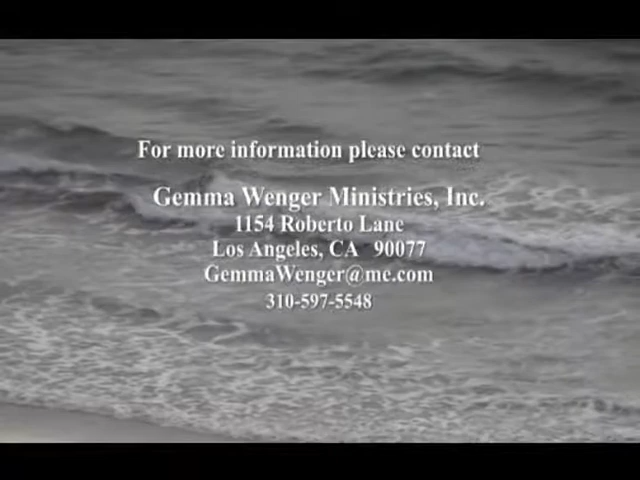 For more information please contact
Gemma Wenger Ministries, Inc.
1154 Roberto Lane
Los Angeles, CA 90077
GemmaWenger@me.com
310-597-5548